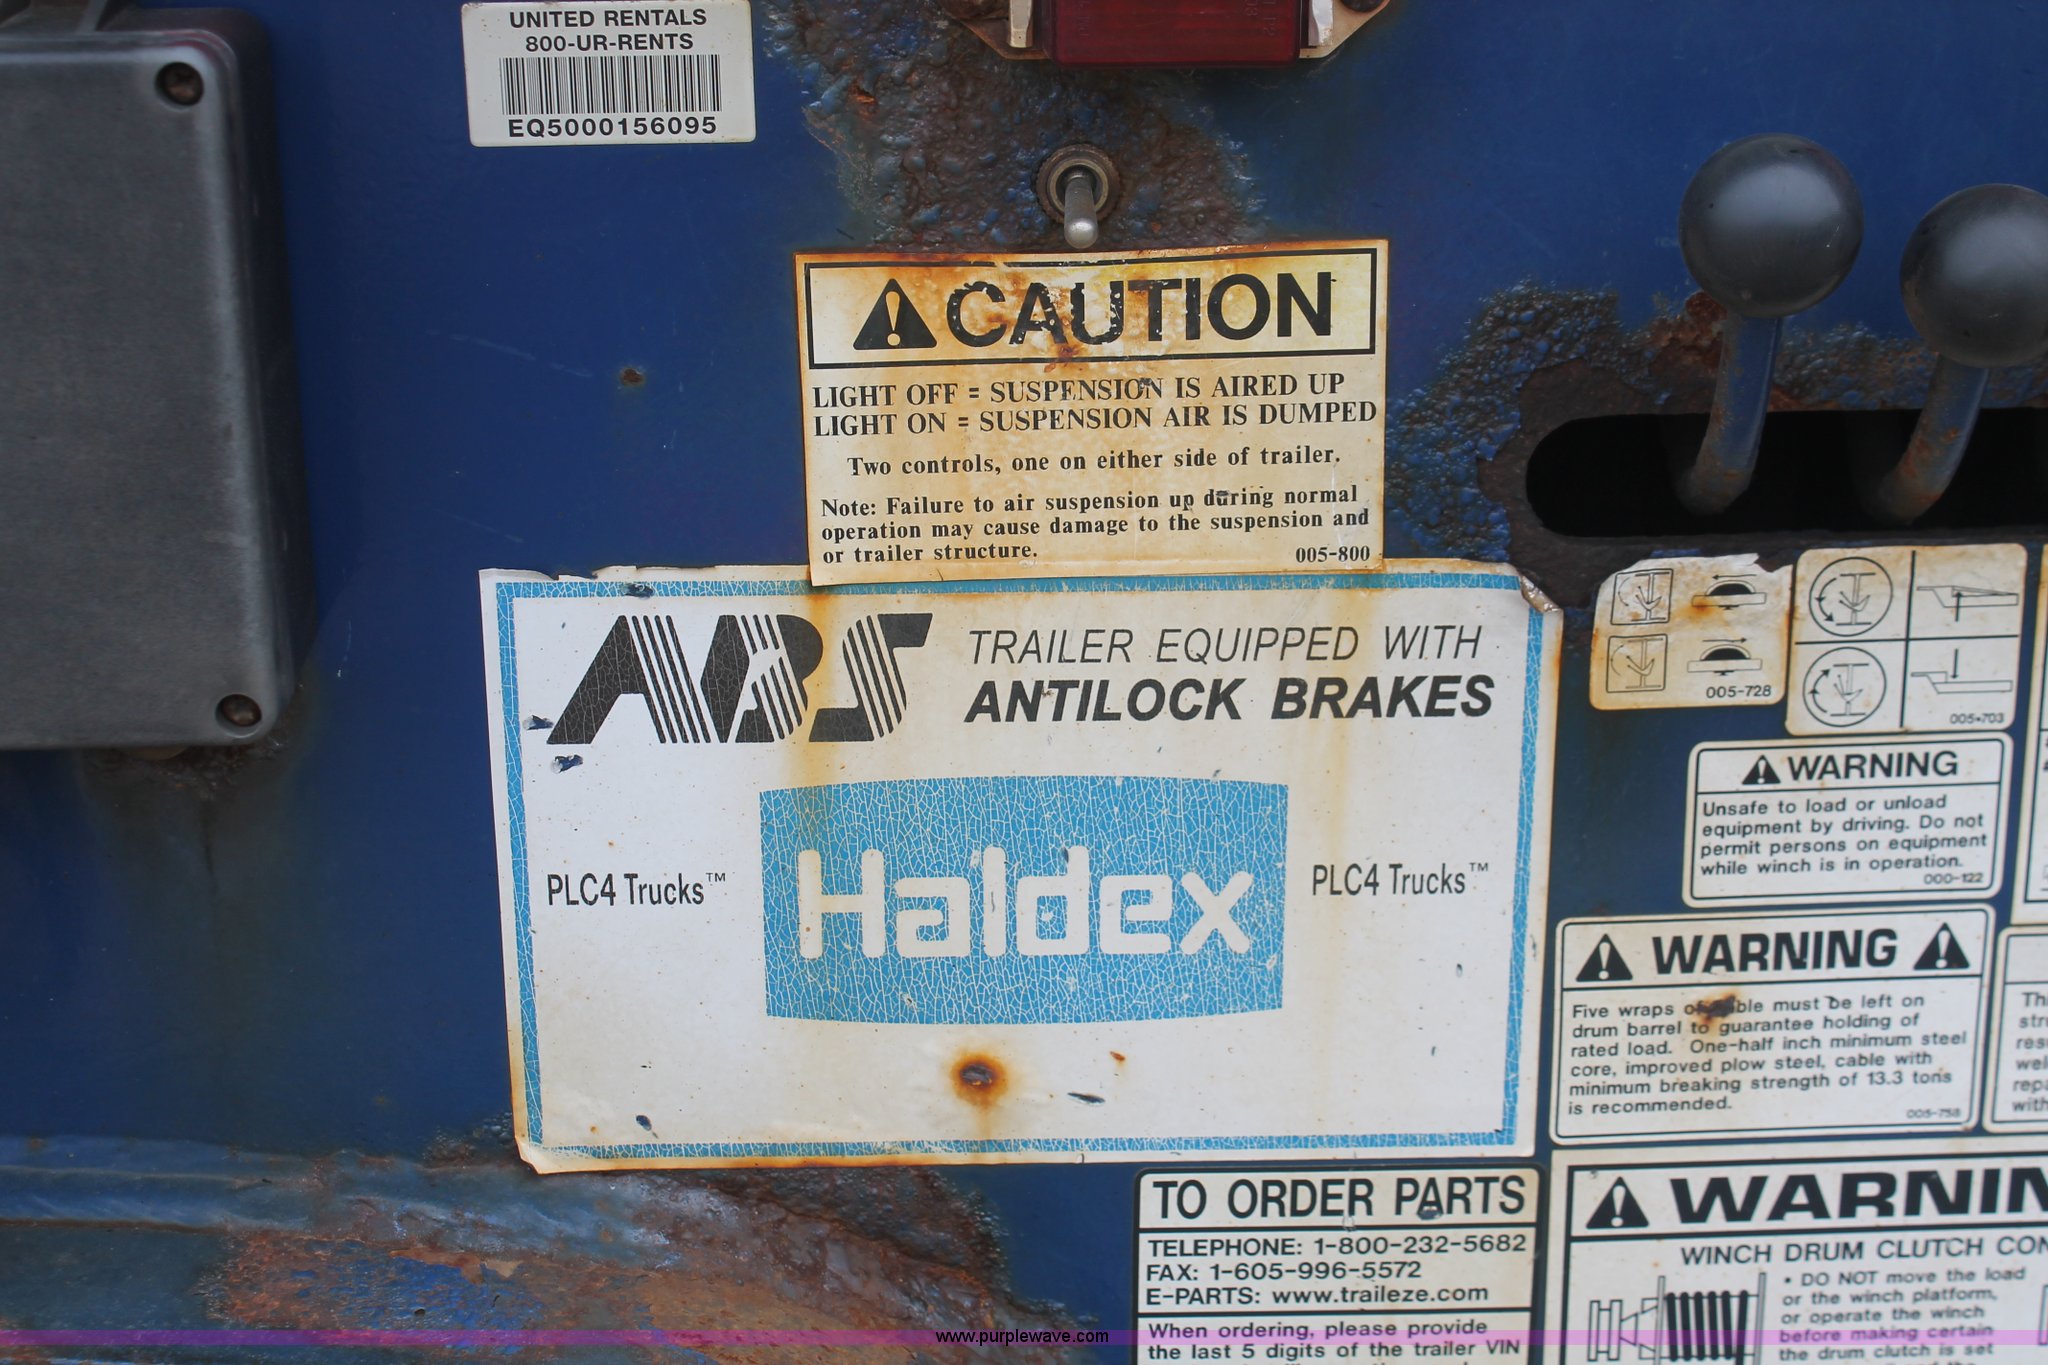 UNITED RENTALS
800-UR-RENTS
EQ5000156095
CAUTION
LIGHT OFF = SUSPENSION IS AIRED UP
LIGHT ON = SUSPENSION AIR IS DUMPED
Two controls, one on either side of trailer.
Note: Failure to air suspension up during normal
operation may cause damage to the suspension and
or trailer structure.
005-800
ABS
TRAILER EQUIPPED WITH
ANTILOCK BRAKES
PLC4 Trucks™
Haldex
PLC4 Trucks™
005-728
005-703
WARNING
Unsafe to load or unload
equipment by driving. Do not
permit persons on equipment
while winch is in operation.
000-122
WARNING
Five wraps of cable must be left on
drum barrel to guarantee holding of
rated load. One-half inch minimum steel
core, improved plow steel, cable with
minimum breaking strength of 13.3 tons
is recommended.
005-758
TO ORDER PARTS
TELEPHONE: 1-800-232-5682
FAX: 1-605-996-5572
E-PARTS: www.traileze.com
When ordering, please provide
the last 5 digits of the trailer VIN
WARNIN
WINCH DRUM CLUTCH CON
• DO NOT move the load
or the winch platform,
or operate the winch
before making certain
the drum clutch is set
www.purplewave.com